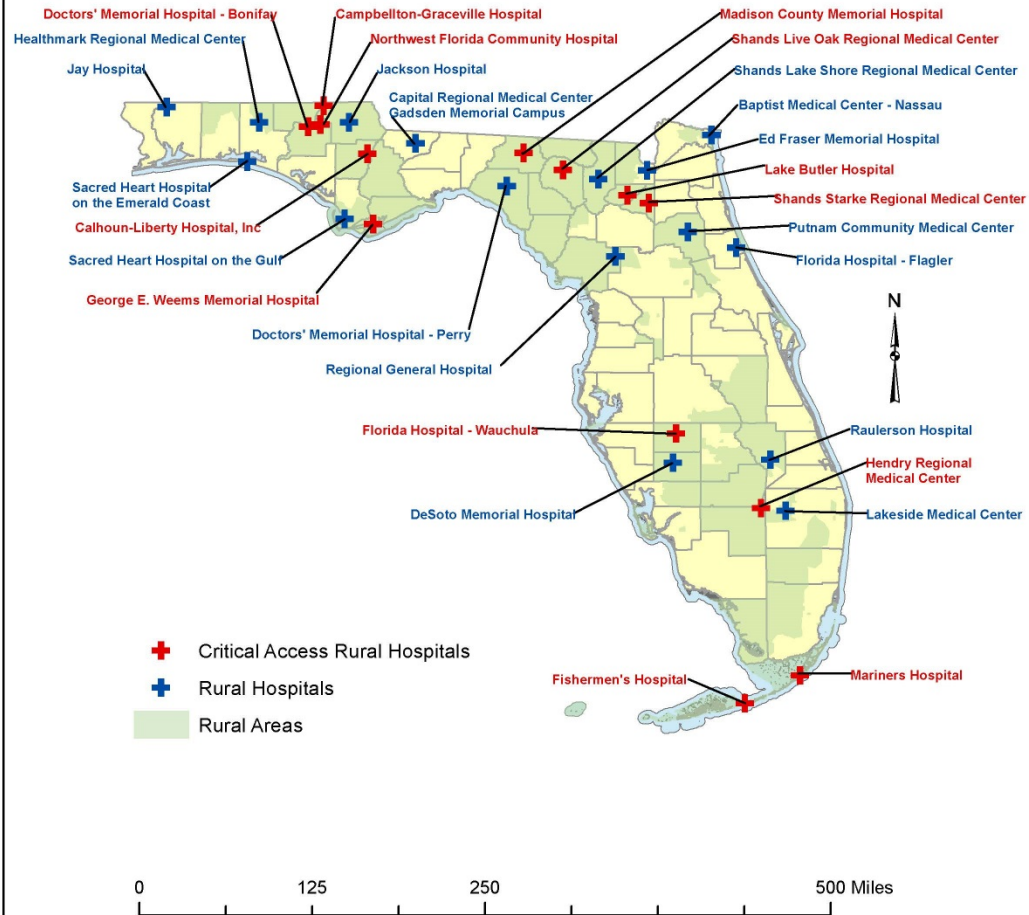 Doctors' Memorial Hospital - Bonifay
Campbellton-Graceville Hospital
Madison County Memorial Hospital
Healthmark Regional Medical Center
Northwest Florida Community Hospital
Shands Live Oak Regional Medical Center
Jay Hospital
Jackson Hospital
Shands Lake Shore Regional Medical Center
Capital Regional Medical Center
Gadsden Memorial Campus
Baptist Medical Center - Nassau
Ed Fraser Memorial Hospital
Lake Butler Hospital
Sacred Heart Hospital
on the Emerald Coast
Shands Starke Regional Medical Center
Calhoun-Liberty Hospital, Inc
Putnam Community Medical Center
Sacred Heart Hospital on the Gulf
Florida Hospital - Flagler
George E. Weems Memorial Hospital
N
Doctors' Memorial Hospital - Perry
Regional General Hospital
Florida Hospital - Wauchula
Raulerson Hospital
Hendry Regional
Medical Center
DeSoto Memorial Hospital
Lakeside Medical Center
Critical Access Rural Hospitals
Rural Hospitals
Rural Areas
Fishermen's Hospital
Mariners Hospital
0 125 250 500 Miles